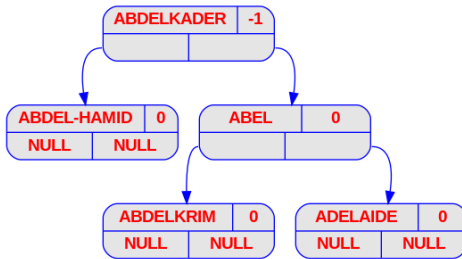 ABDELKADER -1
ABDEL-HAMID 0
NULL NULL
ABEL 0
ABDELKRIM 0
NULL NULL
ADELAIDE 0
NULL NULL